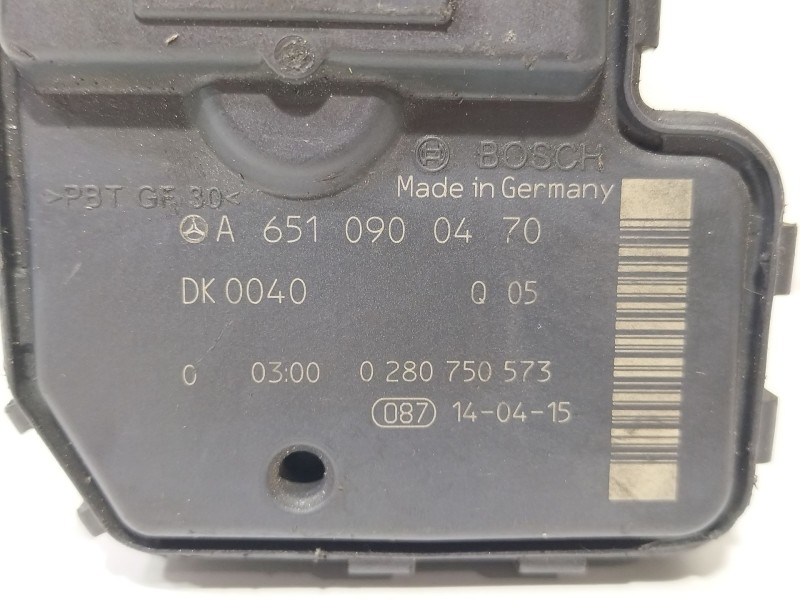 BOSCH
>PBT GF 30<
Made in Germany
A 651 090 04 70
DK 0040 Q 05
0 03:00 0 280 750 573
087 14-04-15